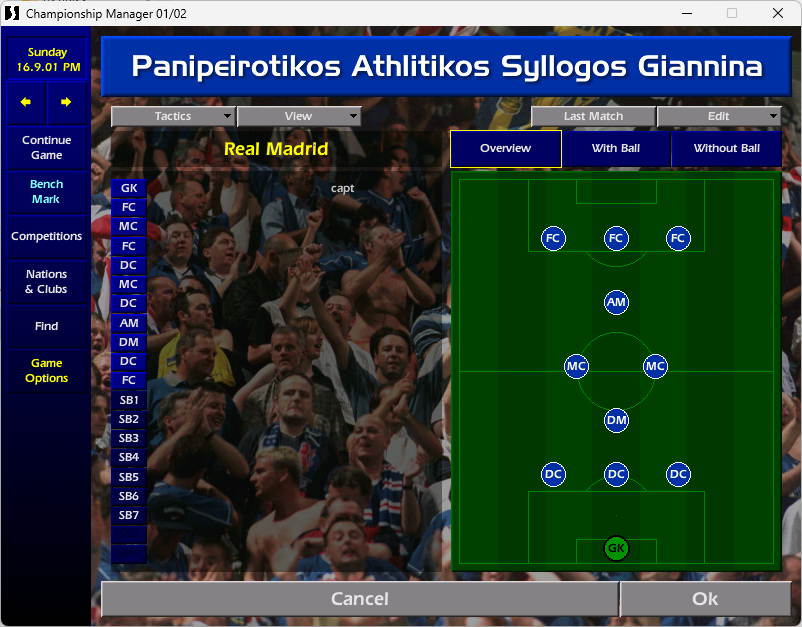 Championship Manager 01/02
Sunday
16.9.01 PM
Continue
Game
Bench
Mark
Competitions
Nations
& Clubs
Find
Game
Options
Panipeirotikos Athlitikos Syllogos Giannina
Tactics
View
Last Match
Edit
Real Madrid
GK capt
FC
MC
FC
DC
MC
DC
AM
DM
DC
FC
SB1
SB2
SB3
SB4
SB5
SB6
SB7
Overview
With Ball
Without Ball
FC FC FC
AM
MC MC
DM
DC DC DC
GK
Cancel
Ok